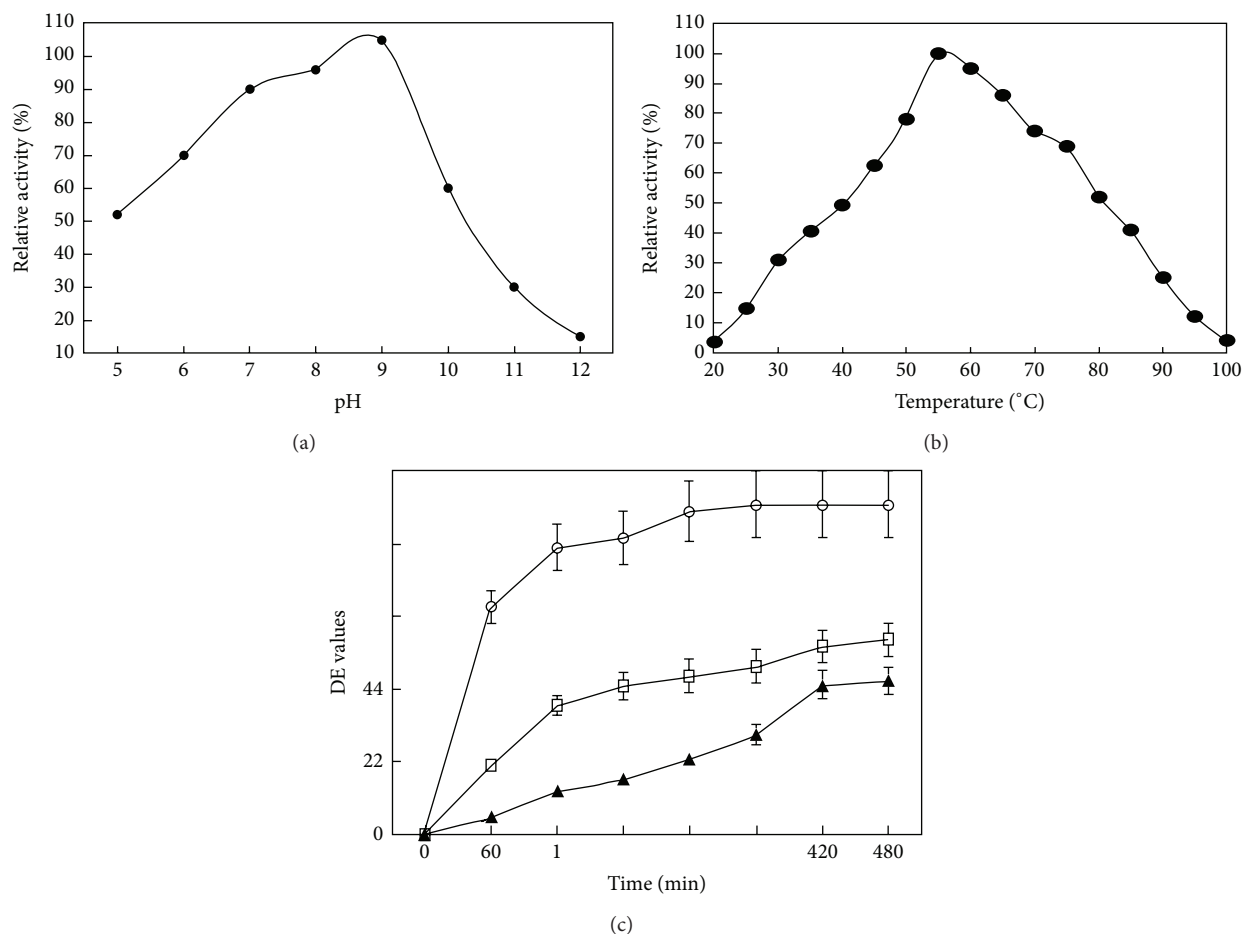 110
100
90
80
70
60
50
40
30
20
10
Relative activity (%)
5 6 7 8 9 10 11 12
pH
(a)
110
100
90
80
70
60
50
40
30
20
10
0
Relative activity (%)
20 30 40 50 60 70 80 90 100
Temperature (°C)
(b)
44
22
0
DE values
0 60 1 420 480
Time (min)
(c)